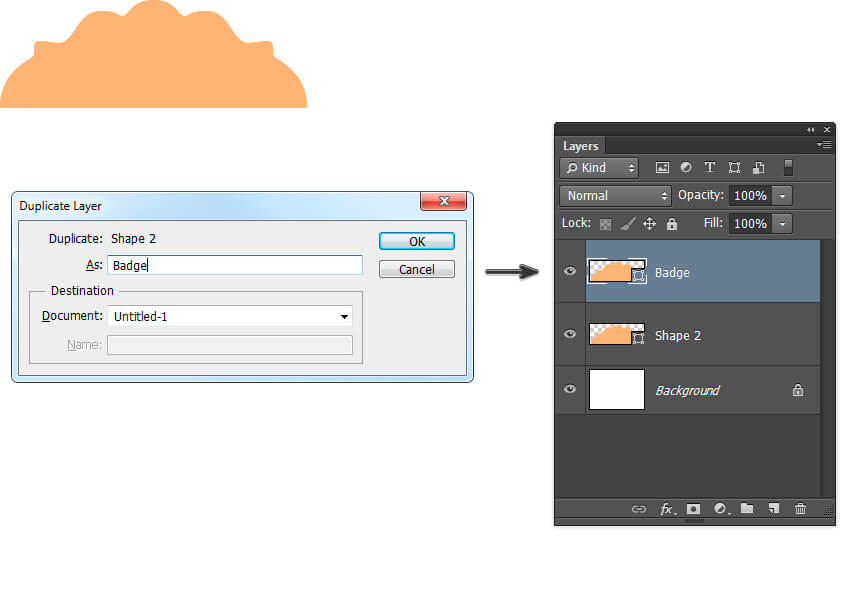 Duplicate Layer
Duplicate: Shape 2
As: Badge
OK
Cancel
Destination
Document: Untitled-1
Name:
Layers
Kind
T
Normal
Opacity: 100%
Lock:
Fill: 100%
Badge
Shape 2
Background
fx